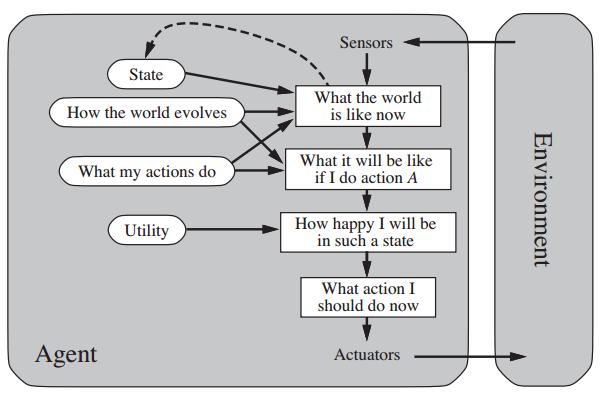 Sensors
State
What the world
is like now
How the world evolves
What it will be like
if I do action A
What my actions do
Utility
How happy I will be
in such a state
What action I
should do now
Agent
Actuators
Environment